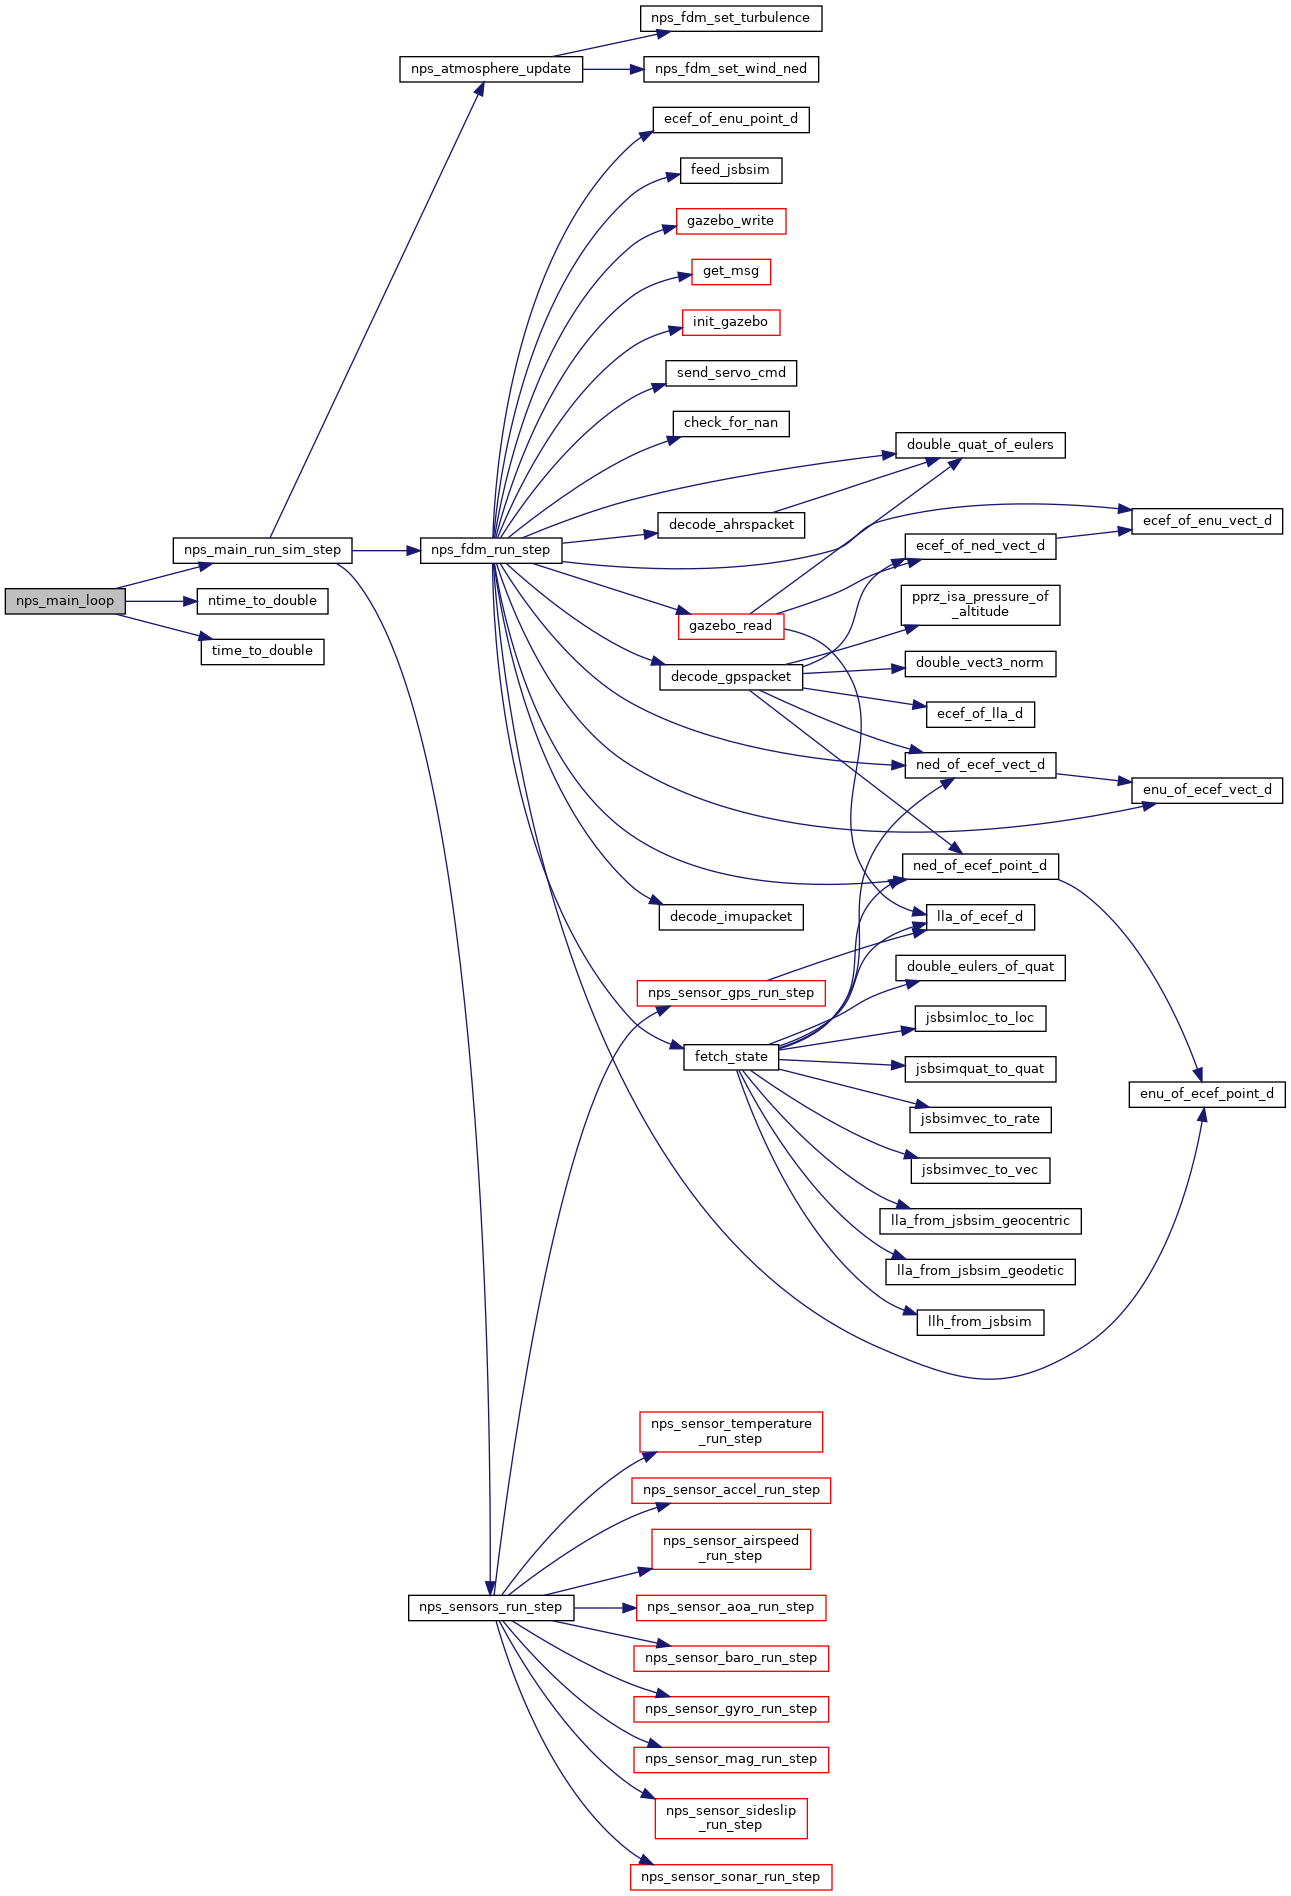 nps_fdm_set_turbulence
nps_atmosphere_update
nps_fdm_set_wind_ned
ecef_of_enu_point_d
feed_jsbsim
gazebo_write
get_msg
init_gazebo
send_servo_cmd
check_for_nan
double_quat_of_eulers
decode_ahrspacket
ecef_of_enu_vect_d
nps_main_run_sim_step
nps_fdm_run_step
ecef_of_ned_vect_d
nps_main_loop
ntime_to_double
pprz_isa_pressure_of
_altitude
gazebo_read
time_to_double
double_vect3_norm
decode_gpspacket
ecef_of_lla_d
ned_of_ecef_vect_d
enu_of_ecef_vect_d
ned_of_ecef_point_d
decode_imupacket
lla_of_ecef_d
double_eulers_of_quat
nps_sensor_gps_run_step
jsbsimloc_to_loc
fetch_state
jsbsimquat_to_quat
enu_of_ecef_point_d
jsbsimvec_to_rate
jsbsimvec_to_vec
lla_from_jsbsim_geocentric
lla_from_jsbsim_geodetic
llh_from_jsbsim
nps_sensor_temperature
_run_step
nps_sensor_accel_run_step
nps_sensor_airspeed
_run_step
nps_sensors_run_step
nps_sensor_aoa_run_step
nps_sensor_baro_run_step
nps_sensor_gyro_run_step
nps_sensor_mag_run_step
nps_sensor_sideslip
_run_step
nps_sensor_sonar_run_step